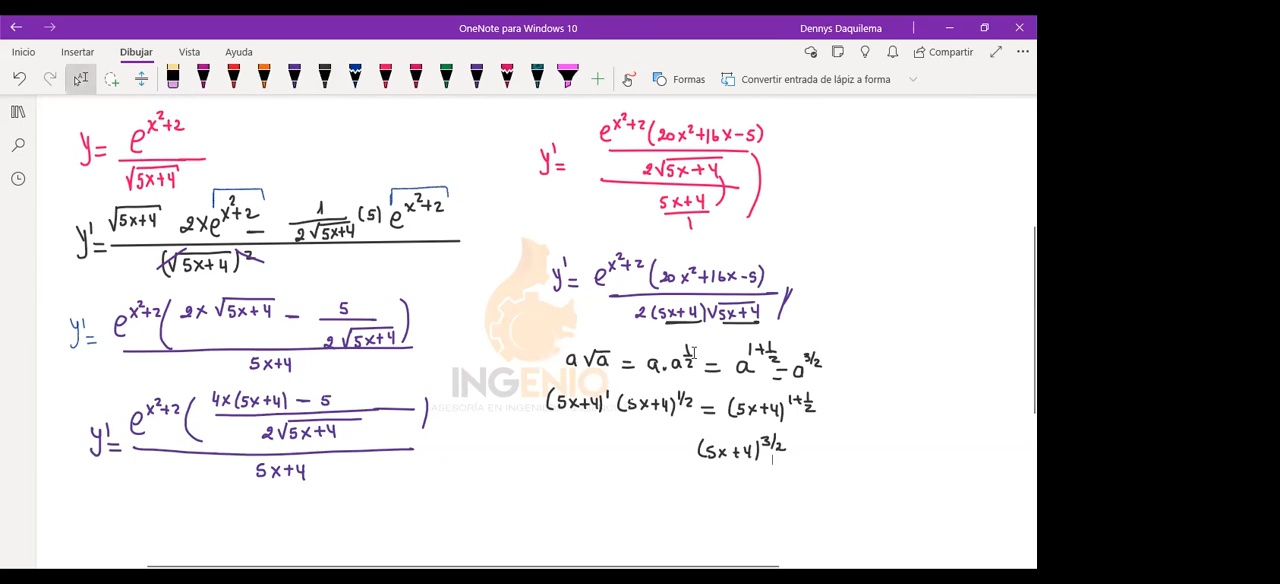 OneNote para Windows 10
Dennys Daquilema
Inicio Insertar Dibujar Vista Ayuda
Compartir
Formas
Convertir entrada de lápiz a forma
y = e^(x²+2) / √(5x+4)
y' = (√(5x+4) 2xe^(x²+2) − 1/(2√(5x+4)) (5) e^(x²+2)) / (√(5x+4))²
y' = e^(x²+2) (2x √(5x+4) − 5/(2√(5x+4))) / (5x+4)
y' = e^(x²+2) ((4x(5x+4) − 5) / (2√(5x+4))) / (5x+4)
y' = (e^(x²+2) (20x²+16x−5) / (2√(5x+4))) / ((5x+4)/1)
y' = e^(x²+2) (20x²+16x−5) / (2(5x+4)√(5x+4))
a√a = a·a^(1/2) = a^(1+1/2) = a^(3/2)
(5x+4)^1 (5x+4)^(1/2) = (5x+4)^(1+1/2)
(5x+4)^(3/2)
INGENIO
ASESORÍA EN INGENIE